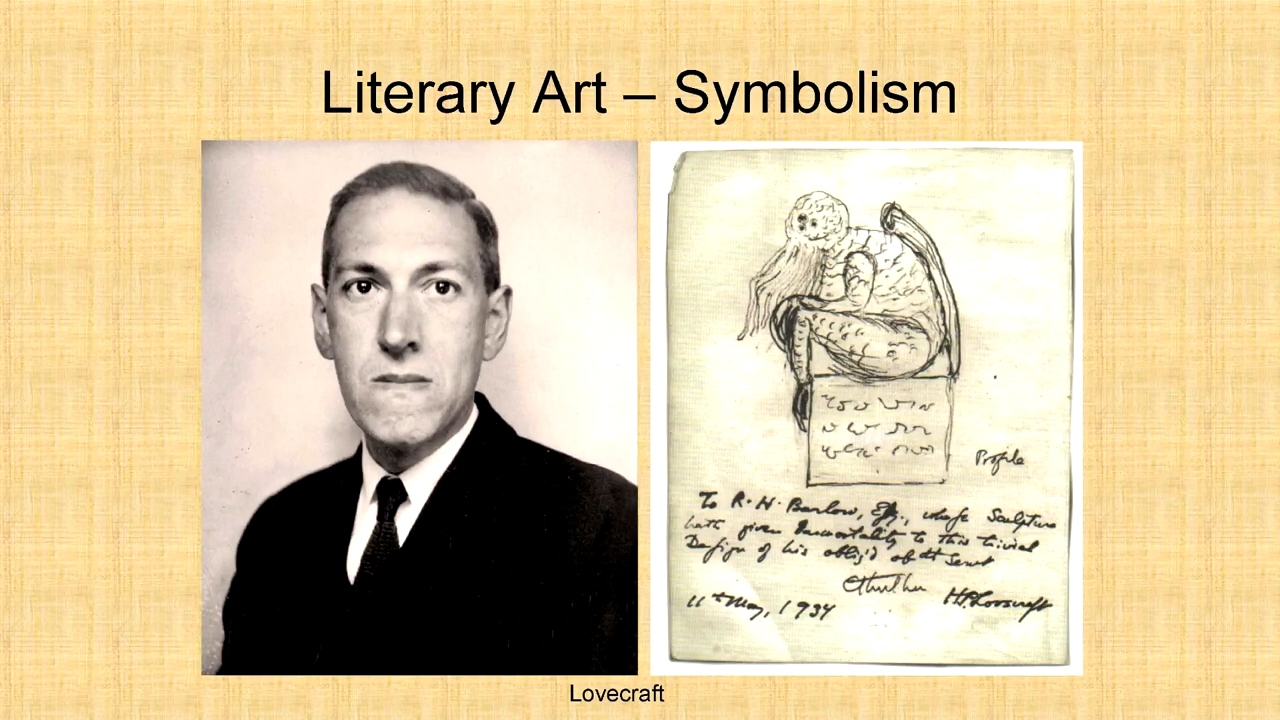 Literary Art – Symbolism
Profile
To R. H. Barlow, Esq., whose Sculpture
hath given Immortality to this trivial
Design of his oblig'd obt Servt
Cthulhu
H P Lovecraft
11th May, 1934
Lovecraft